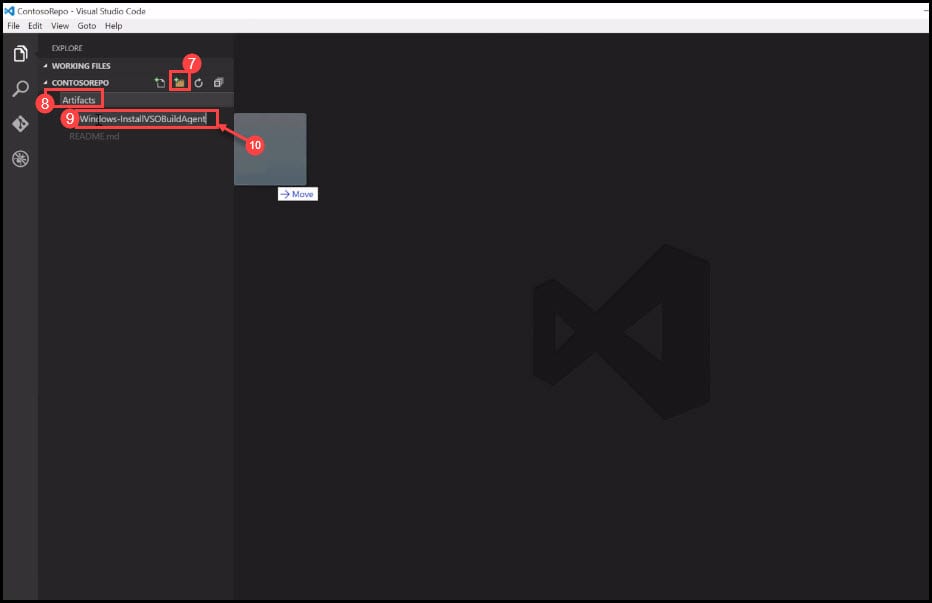 ContosoRepo - Visual Studio Code
File Edit View Goto Help
EXPLORE
WORKING FILES
7
CONTOSOREPO
8
Artifacts
9
Windows-InstallVSOBuildAgent
README.md
10
Move